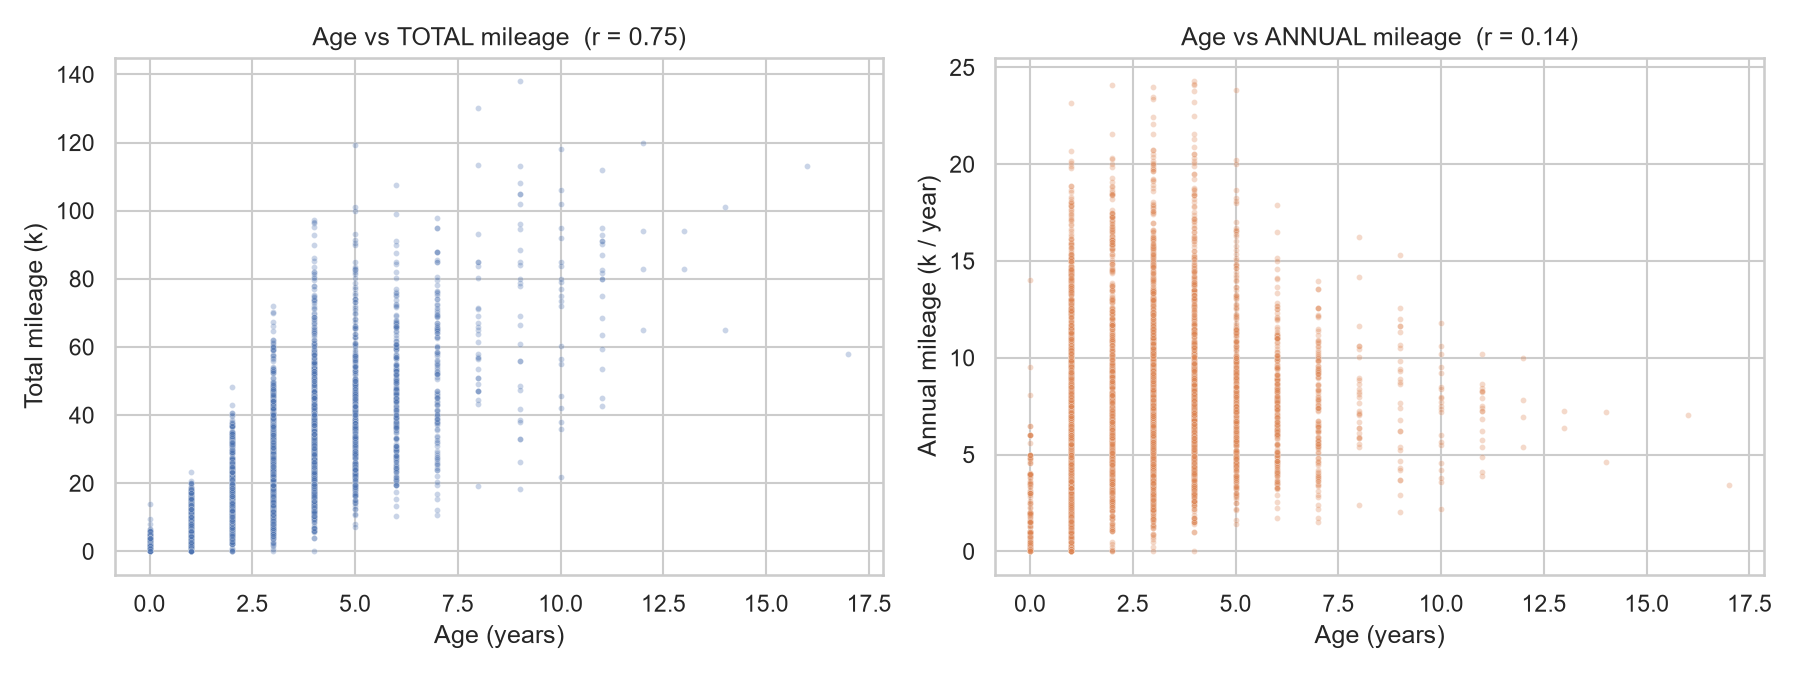 Age vs TOTAL mileage  (r = 0.75)
140
120
100
80
60
40
20
0
Total mileage (k)
0.0 2.5 5.0 7.5 10.0 12.5 15.0 17.5
Age (years)
Age vs ANNUAL mileage  (r = 0.14)
25
20
15
10
5
0
Annual mileage (k / year)
0.0 2.5 5.0 7.5 10.0 12.5 15.0 17.5
Age (years)